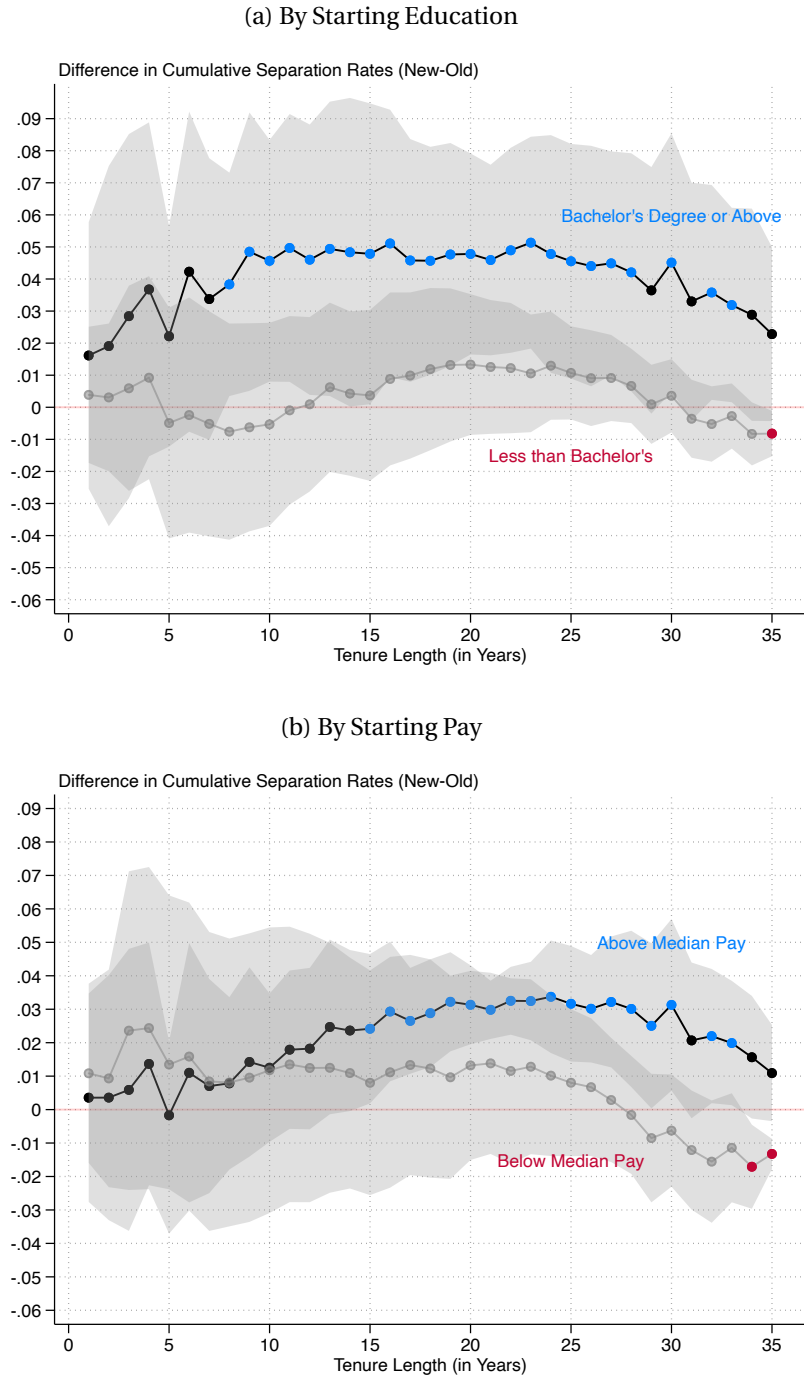 (a) By Starting Education
Difference in Cumulative Separation Rates (New-Old)
.09
.08
.07
.06
Bachelor's Degree or Above
.05
.04
.03
.02
.01
0
-.01
Less than Bachelor's
-.02
-.03
-.04
-.05
-.06
0 5 10 15 20 25 30 35
Tenure Length (in Years)
(b) By Starting Pay
Difference in Cumulative Separation Rates (New-Old)
.09
.08
.07
.06
.05
Above Median Pay
.04
.03
.02
.01
0
-.01
Below Median Pay
-.02
-.03
-.04
-.05
-.06
0 5 10 15 20 25 30 35
Tenure Length (in Years)